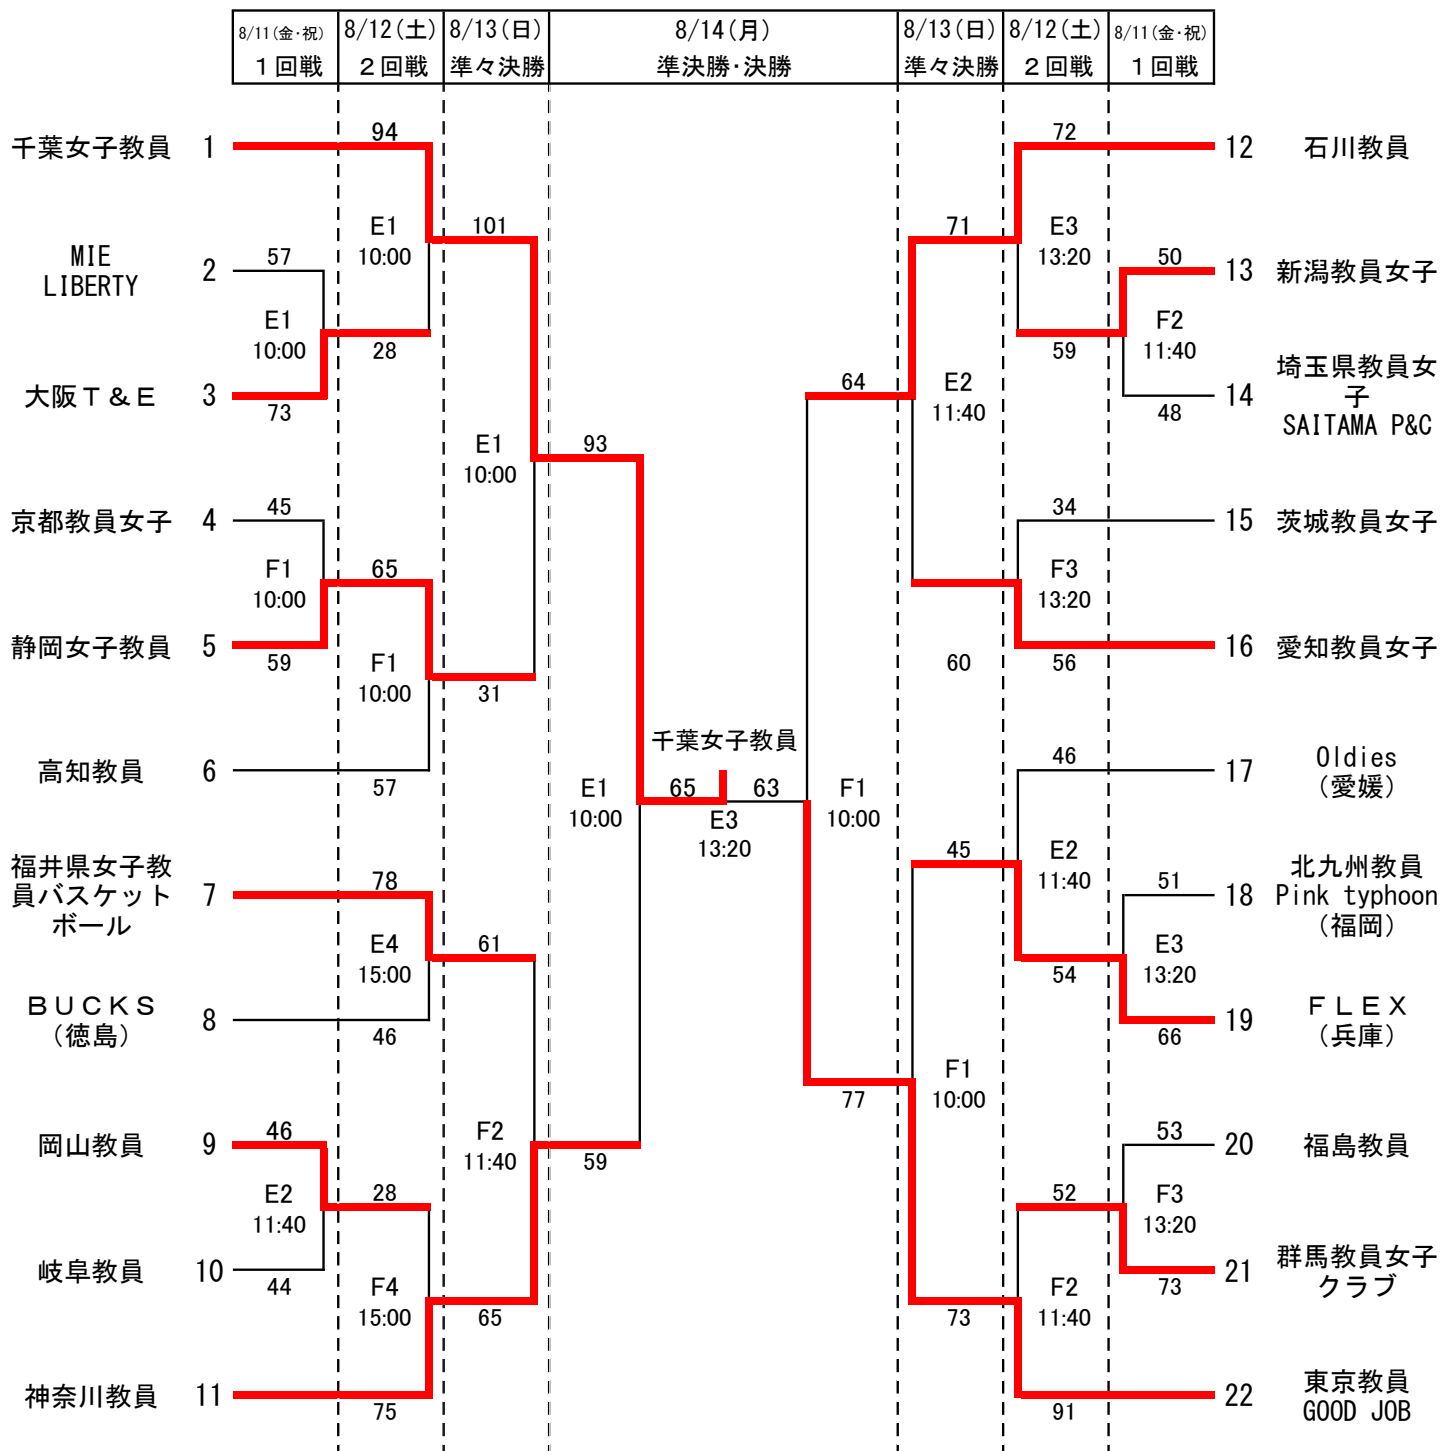 8/11(金・祝) 8/12(土) 8/13(日) 8/14(月) 8/13(日) 8/12(土) 8/11(金・祝)
１回戦 ２回戦 準々決勝 準決勝・決勝 準々決勝 ２回戦 １回戦
千葉女子教員 1
94
MIE
LIBERTY
2
57
E1
10:00
101
E1
10:00
28
大阪Ｔ＆Ｅ 3
73
E1
10:00
93
京都教員女子 4
45
F1
10:00
65
静岡女子教員 5
59
F1
10:00
31
高知教員 6
57
福井県女子教
員バスケット
ボール
7
78
E4
15:00
61
ＢＵＣＫＳ
（徳島）
8
46
岡山教員 9
46
E2
11:40
28
F2
11:40
59
岐阜教員 10
44
F4
15:00
65
神奈川教員 11
75
E1
10:00
千葉女子教員
65 63
E3
13:20
F1
10:00
64
77
72
12 石川教員
71
E3
13:20
50
13 新潟教員女子
F2
11:40
59
E2
11:40
14
埼玉県教員女
子
SAITAMA P&C
48
34
15 茨城教員女子
F3
13:20
16 愛知教員女子
56
60
46
17
Oldies
（愛媛）
45
E2
11:40
51
18
北九州教員
Pink typhoon
（福岡）
E3
13:20
54
19
ＦＬＥＸ
（兵庫）
66
F1
10:00
53
20 福島教員
52
F3
13:20
21
群馬教員女子
クラブ
73
F2
11:40
73
22
東京教員
GOOD JOB
91